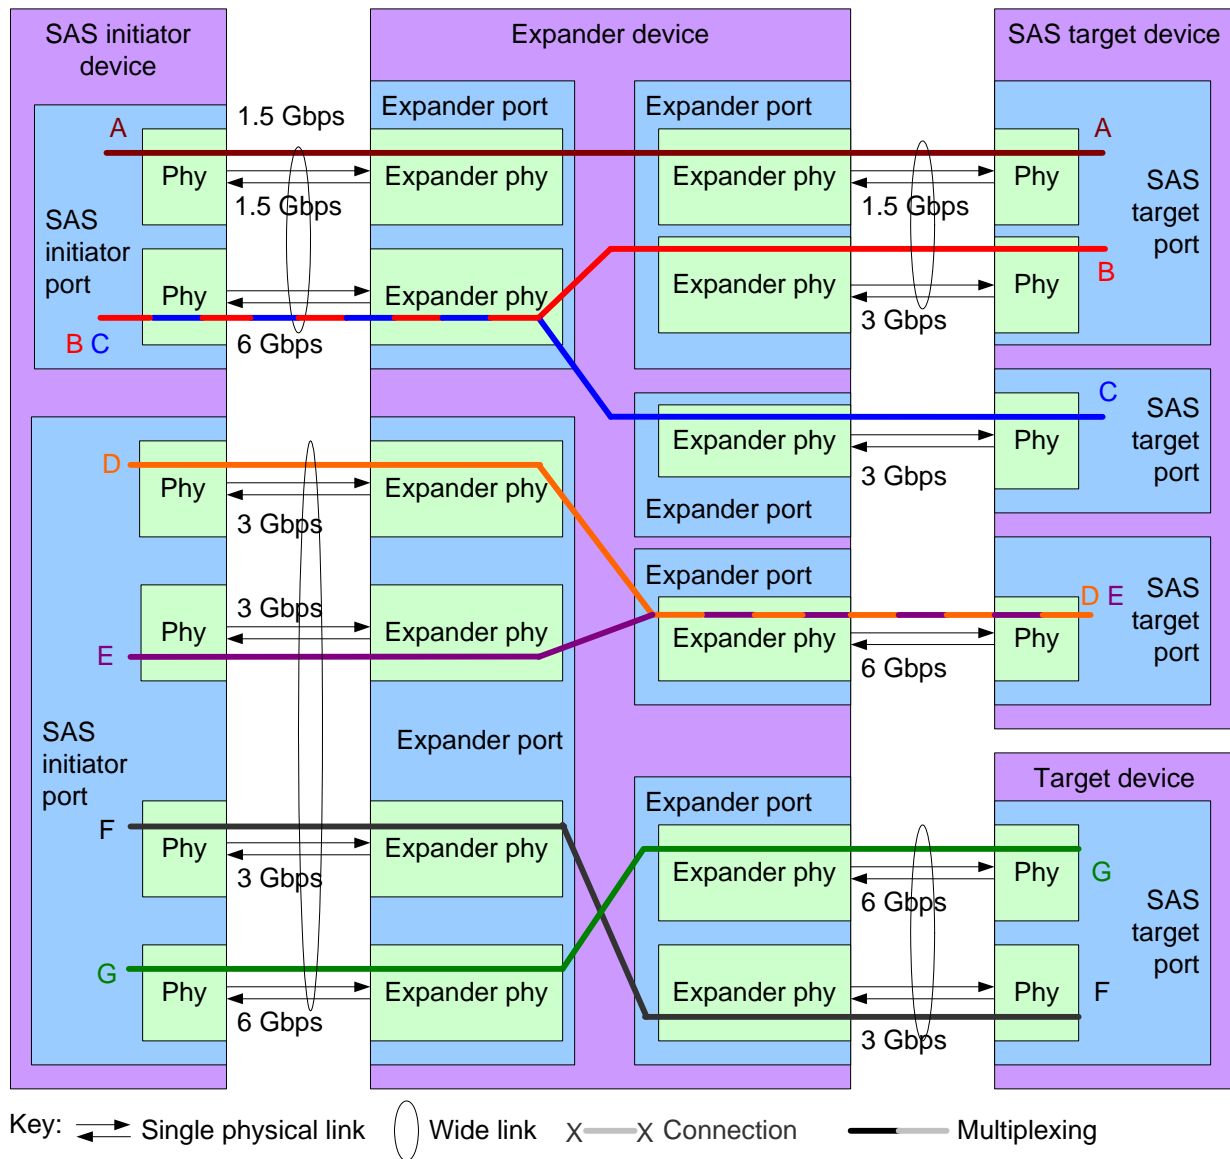 SAS initiator
device
Expander device
SAS target device
1.5 Gbps
Expander port
Expander port
A
A
Phy
Expander phy
Expander phy
Phy
SAS
target
port
1.5 Gbps
1.5 Gbps
SAS
initiator
port
Phy
Expander phy
Expander phy
Phy
B
B C
6 Gbps
3 Gbps
C
SAS
target
port
Expander phy
Phy
3 Gbps
Expander port
D
Phy
Expander phy
3 Gbps
Expander port
D E
SAS
target
port
3 Gbps
Phy
Expander phy
Expander phy
Phy
E
6 Gbps
SAS
initiator
port
Expander port
Target device
Expander port
F
Phy
Expander phy
3 Gbps
Expander phy
Phy
G
6 Gbps
SAS
target
port
G
Phy
Expander phy
6 Gbps
Expander phy
Phy
F
3 Gbps
Key:
Single physical link
Wide link
X X Connection
Multiplexing